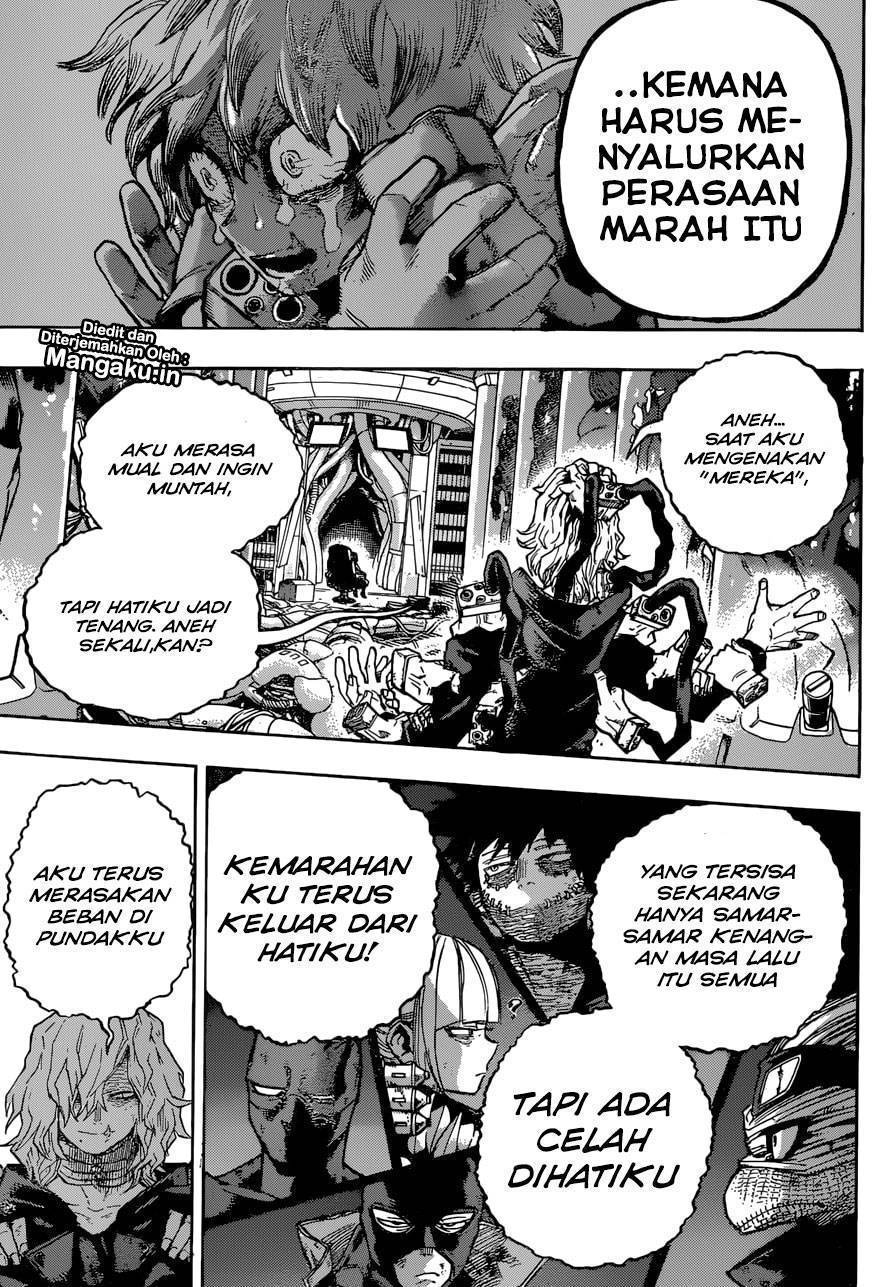 ..KEMANA
HARUS ME-
NYALURKAN
PERASAAN
MARAH ITU
Diedit dan
Diterjemahkan Oleh :
Mangaku.in
ANEH...
SAAT AKU
MENGENAKAN
"MEREKA",
AKU MERASA
MUAL DAN INGIN
MUNTAH,
TAPI HATIKU JADI
TENANG. ANEH
SEKALI,KAN?
YANG TERSISA
SEKARANG
HANYA SAMAR-
SAMAR KENANG-
AN MASA LALU
ITU SEMUA
TAPI ADA
CELAH
DIHATIKU
KEMARAHAN
KU TERUS
KELUAR DARI
HATIKU!
AKU TERUS
MERASAKAN
BEBAN DI
PUNDAKKU
?